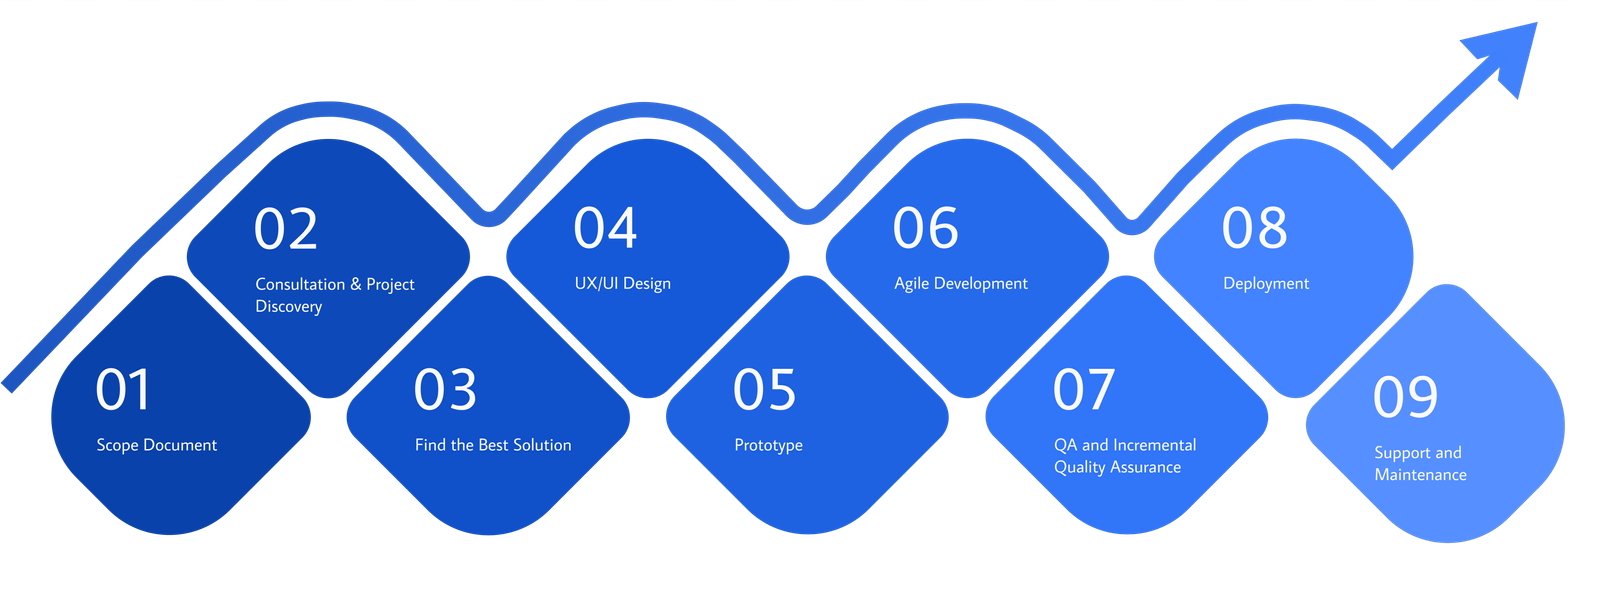 01
Scope Document
02
Consultation & Project
Discovery
03
Find the Best Solution
04
UX/UI Design
05
Prototype
06
Agile Development
07
QA and Incremental
Quality Assurance
08
Deployment
09
Support and
Maintenance